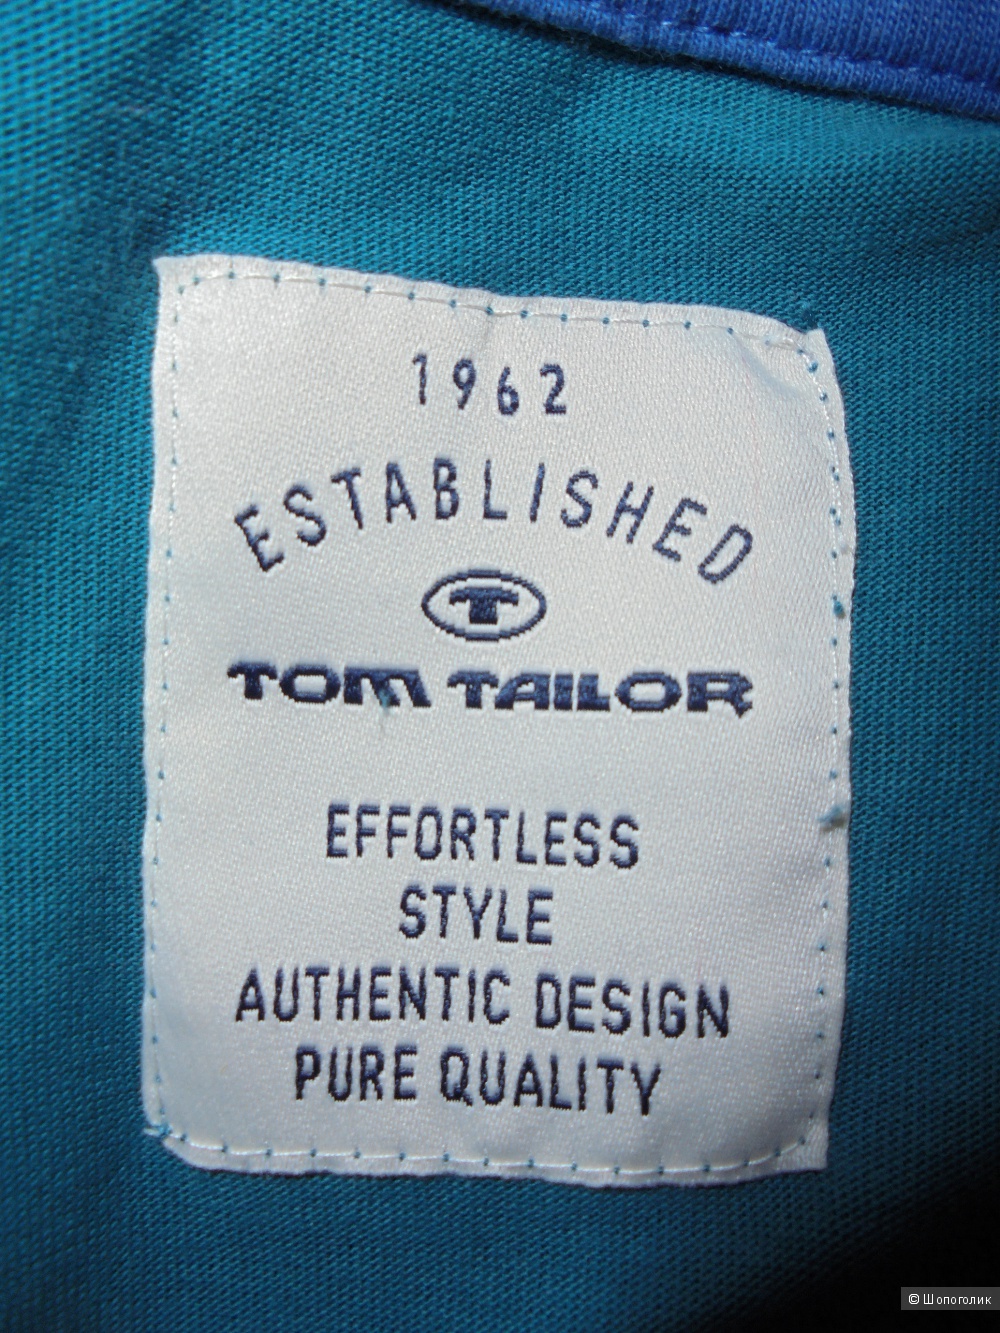 1962
ESTABLISHED
T
TOM TAILOR
EFFORTLESS
STYLE
AUTHENTIC DESIGN
PURE QUALITY
© Шопоголик